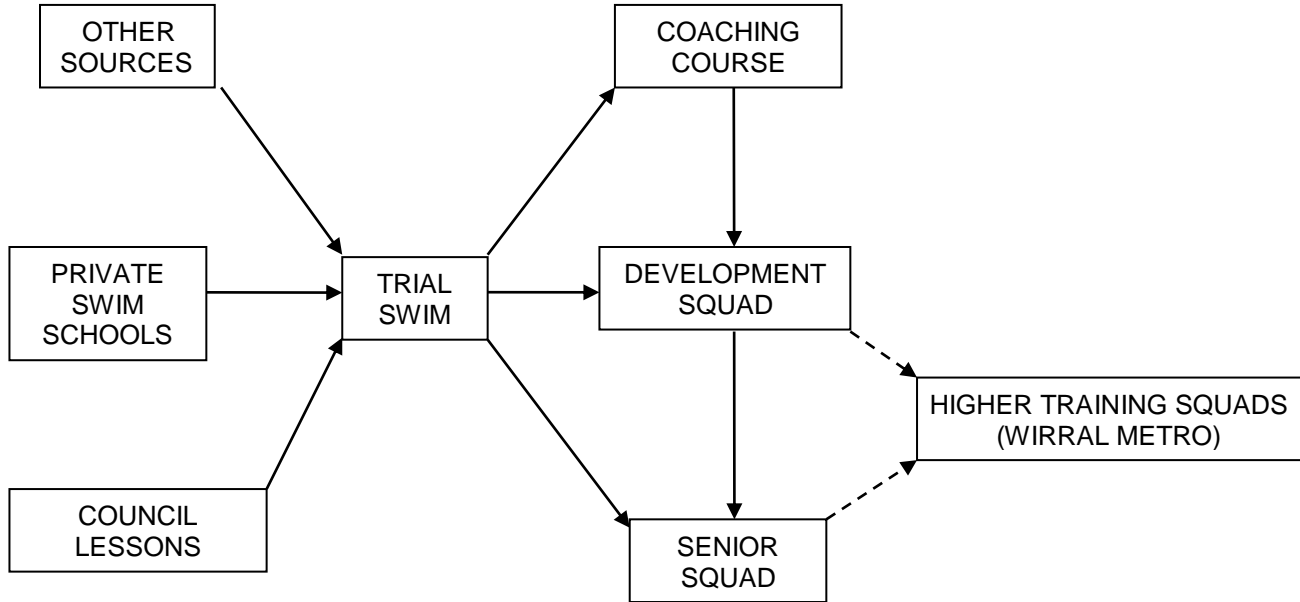 OTHER
SOURCES
COACHING
COURSE
PRIVATE
SWIM
SCHOOLS
TRIAL
SWIM
DEVELOPMENT
SQUAD
HIGHER TRAINING SQUADS
(WIRRAL METRO)
COUNCIL
LESSONS
SENIOR
SQUAD